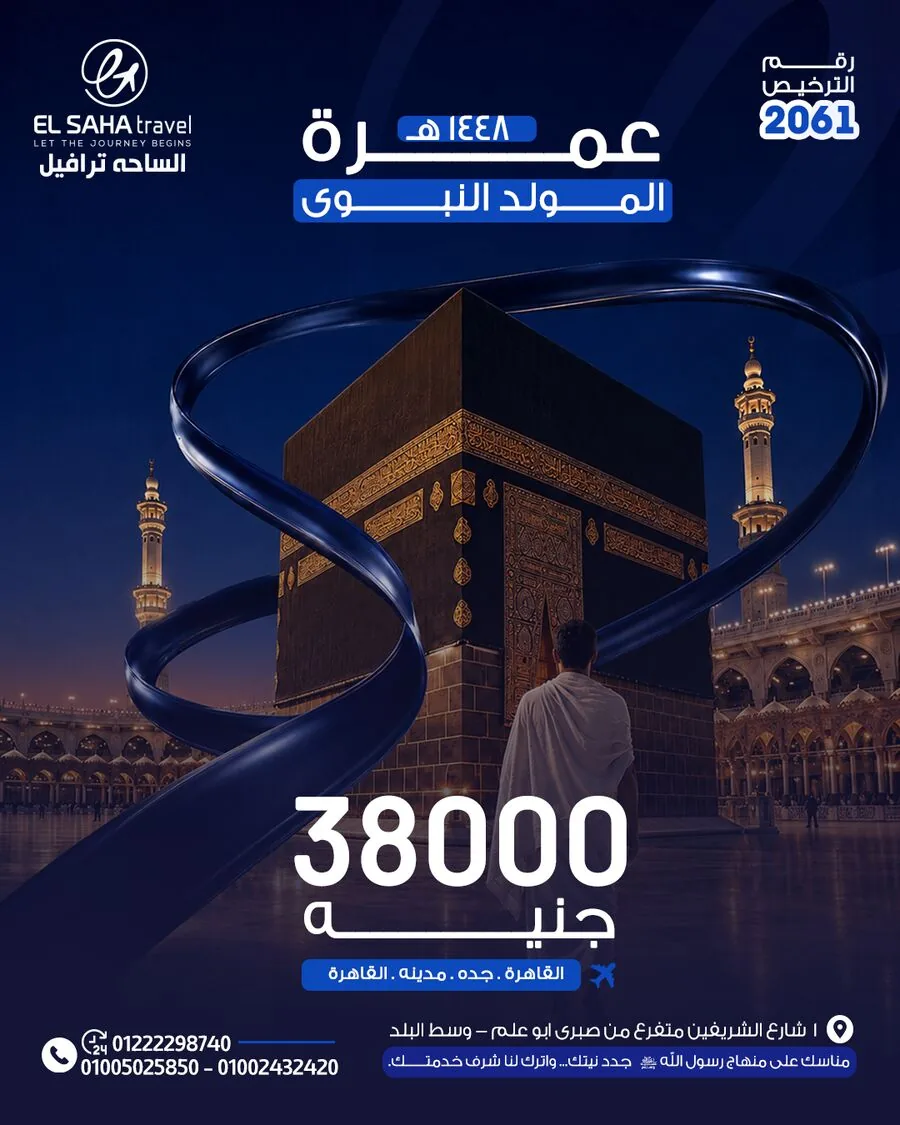 EL SAHA travel
LET THE JOURNEY BEGINS
الساحه ترافيل
رقم
الترخيص
2061
عمرة
١٤٤٨ هـ
المولد النبوى
38000
جنيه
القاهرة . جده . مدينه . القاهرة
١ شارع الشريفين متفرع من صبرى ابو علم – وسط البلد
مناسك على منهاج رسول الله ﷺ جدد نيتك... واترك لنا شرف خدمتك.
24 01222298740
01005025850 - 01002432420